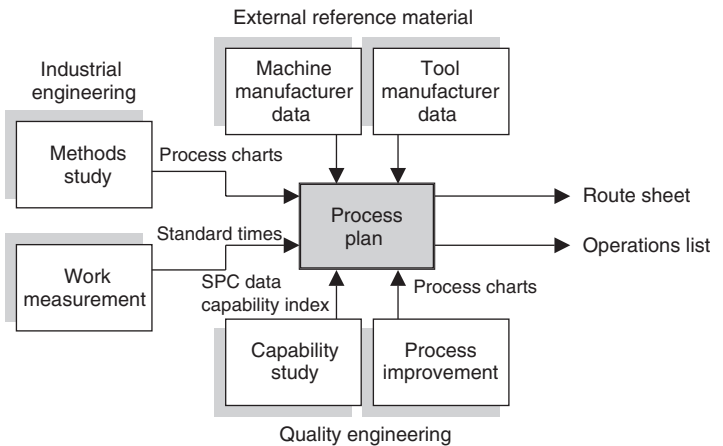 External reference material
Industrial
engineering
Machine
manufacturer
data
Tool
manufacturer
data
Methods
study
Process charts
Process
plan
Route sheet
Operations list
Standard times
Work
measurement
SPC data
capability index
Process charts
Capability
study
Process
improvement
Quality engineering